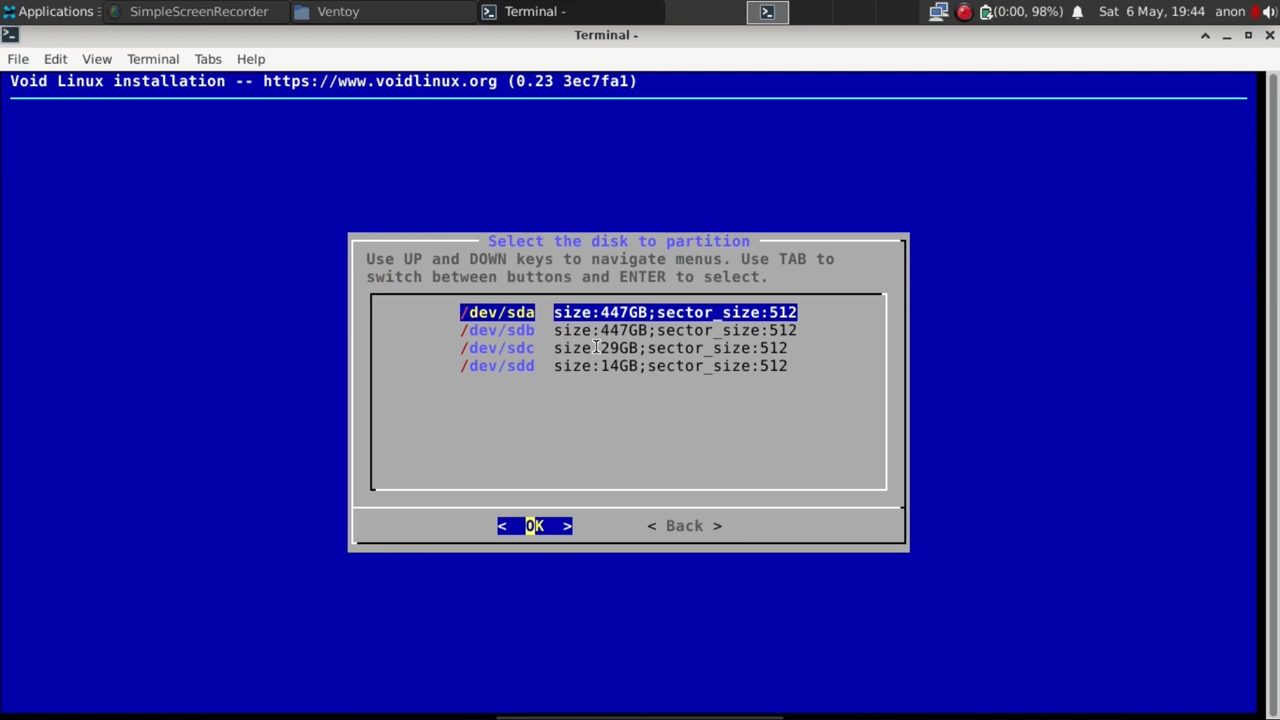 Applications SimpleScreenRecorder Ventoy Terminal - (0:00, 98%) Sat 6 May, 19:44 anon
Terminal -
File Edit View Terminal Tabs Help
Void Linux installation -- https://www.voidlinux.org (0.23 3ec7fa1)
Select the disk to partition
Use UP and DOWN keys to navigate menus. Use TAB to
switch between buttons and ENTER to select.
/dev/sda size:447GB;sector_size:512
/dev/sdb size:447GB;sector_size:512
/dev/sdc size:29GB;sector_size:512
/dev/sdd size:14GB;sector_size:512
< OK > < Back >